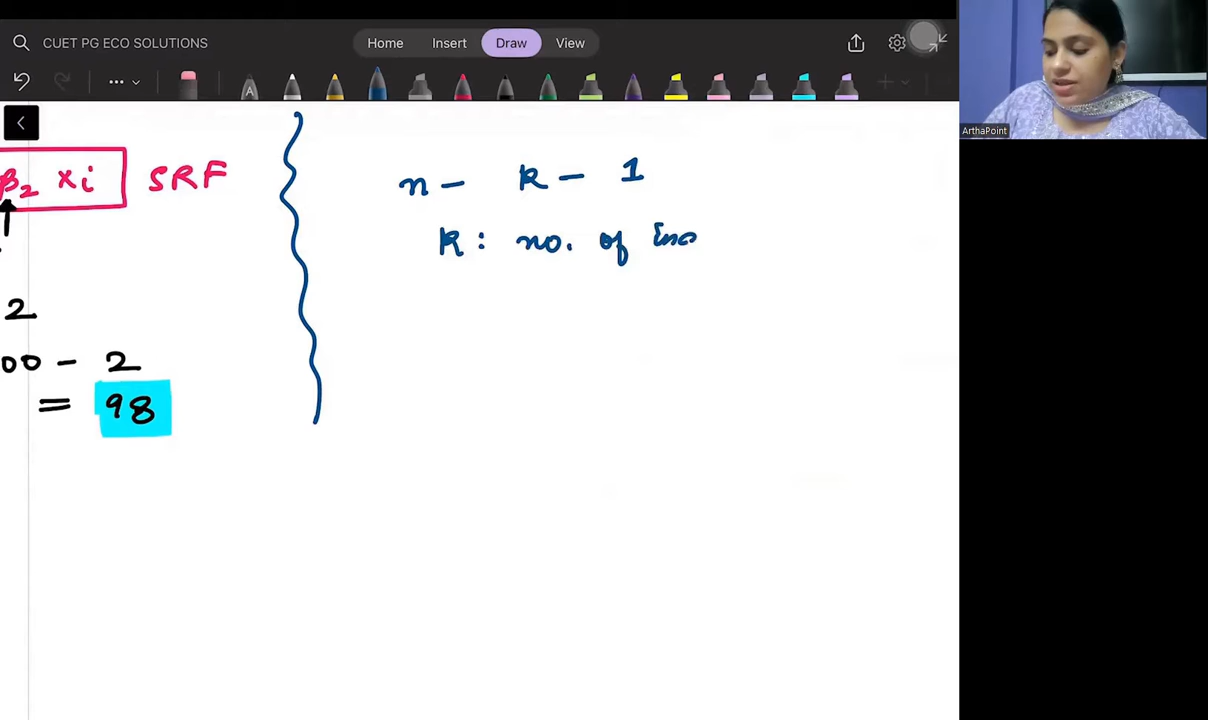 CUET PG ECO SOLUTIONS
Home Insert Draw View
A
ArthaPoint
β2 xi SRF
2
00 - 2
= 98
n - k - 1
k : no. of